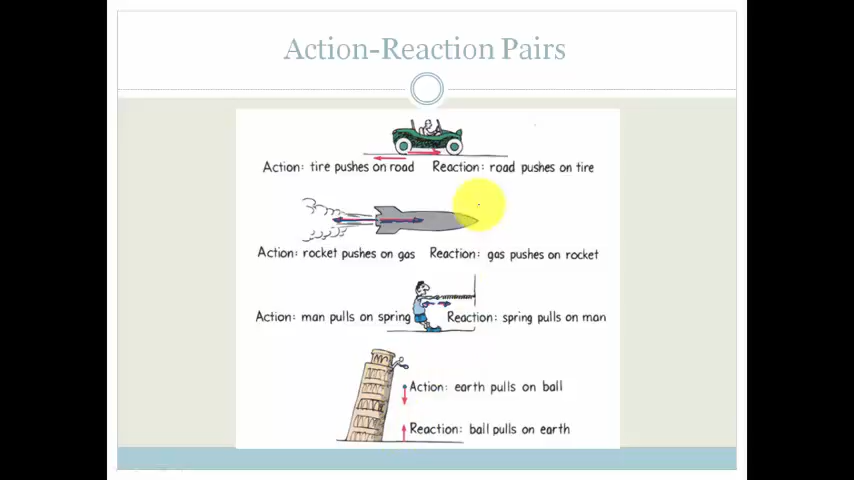 Action-Reaction Pairs
Action: tire pushes on road Reaction: road pushes on tire
Action: rocket pushes on gas Reaction: gas pushes on rocket
Action: man pulls on spring Reaction: spring pulls on man
Action: earth pulls on ball
Reaction: ball pulls on earth